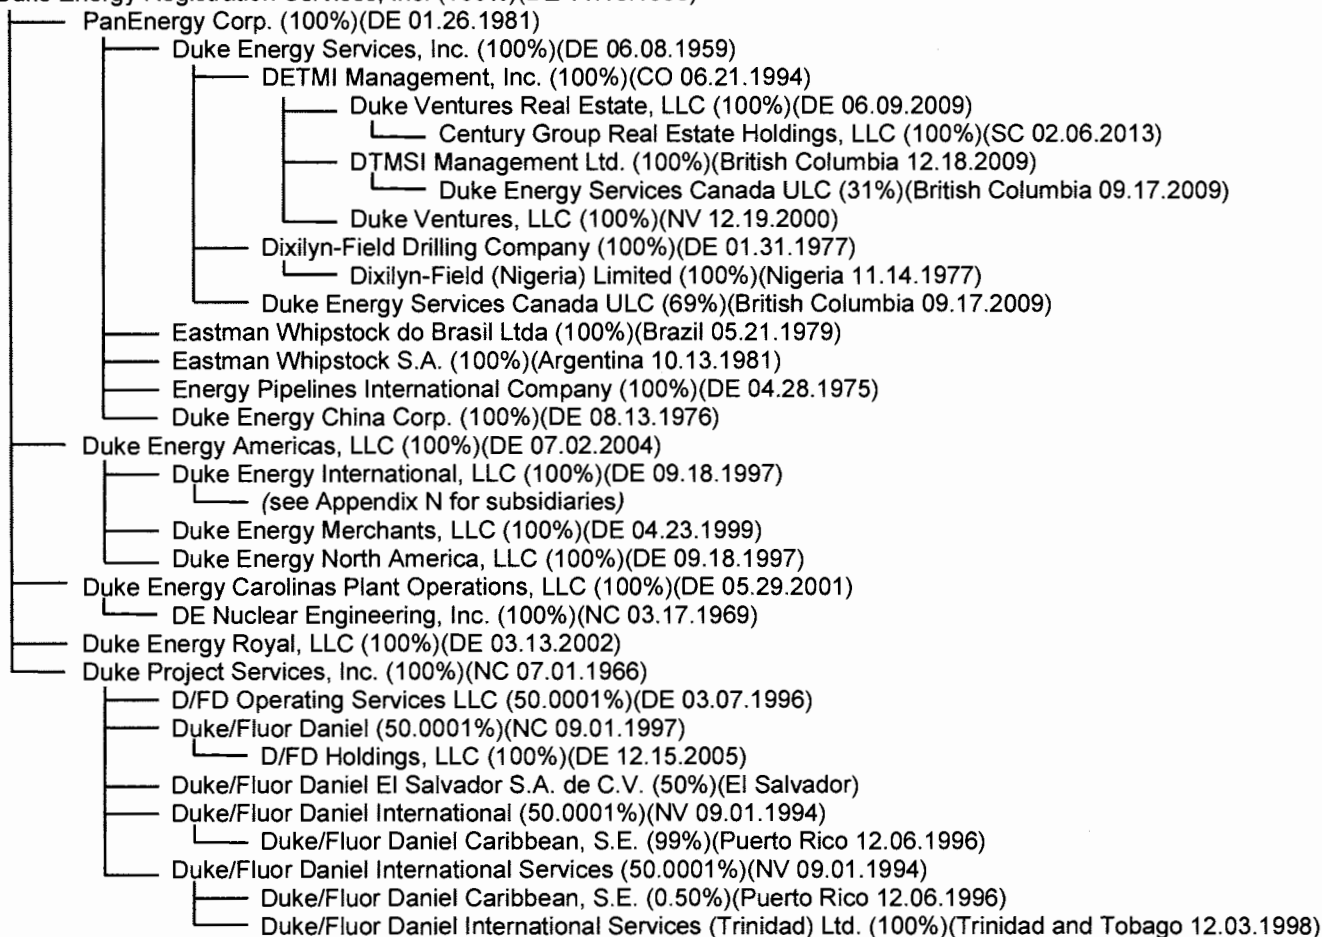 PanEnergy Corp. (100%)(DE 01.26.1981)
Duke Energy Services, Inc. (100%)(DE 06.08.1959)
DETMI Management, Inc. (100%)(CO 06.21.1994)
Duke Ventures Real Estate, LLC (100%)(DE 06.09.2009)
Century Group Real Estate Holdings, LLC (100%)(SC 02.06.2013)
DTMSI Management Ltd. (100%)(British Columbia 12.18.2009)
Duke Energy Services Canada ULC (31%)(British Columbia 09.17.2009)
Duke Ventures, LLC (100%)(NV 12.19.2000)
Dixilyn-Field Drilling Company (100%)(DE 01.31.1977)
Dixilyn-Field (Nigeria) Limited (100%)(Nigeria 11.14.1977)
Duke Energy Services Canada ULC (69%)(British Columbia 09.17.2009)
Eastman Whipstock do Brasil Ltda (100%)(Brazil 05.21.1979)
Eastman Whipstock S.A. (100%)(Argentina 10.13.1981)
Energy Pipelines International Company (100%)(DE 04.28.1975)
Duke Energy China Corp. (100%)(DE 08.13.1976)
Duke Energy Americas, LLC (100%)(DE 07.02.2004)
Duke Energy International, LLC (100%)(DE 09.18.1997)
(see Appendix N for subsidiaries)
Duke Energy Merchants, LLC (100%)(DE 04.23.1999)
Duke Energy North America, LLC (100%)(DE 09.18.1997)
Duke Energy Carolinas Plant Operations, LLC (100%)(DE 05.29.2001)
DE Nuclear Engineering, Inc. (100%)(NC 03.17.1969)
Duke Energy Royal, LLC (100%)(DE 03.13.2002)
Duke Project Services, Inc. (100%)(NC 07.01.1966)
D/FD Operating Services LLC (50.0001%)(DE 03.07.1996)
Duke/Fluor Daniel (50.0001%)(NC 09.01.1997)
D/FD Holdings, LLC (100%)(DE 12.15.2005)
Duke/Fluor Daniel El Salvador S.A. de C.V. (50%)(El Salvador)
Duke/Fluor Daniel International (50.0001%)(NV 09.01.1994)
Duke/Fluor Daniel Caribbean, S.E. (99%)(Puerto Rico 12.06.1996)
Duke/Fluor Daniel International Services (50.0001%)(NV 09.01.1994)
Duke/Fluor Daniel Caribbean, S.E. (0.50%)(Puerto Rico 12.06.1996)
Duke/Fluor Daniel International Services (Trinidad) Ltd. (100%)(Trinidad and Tobago 12.03.1998)